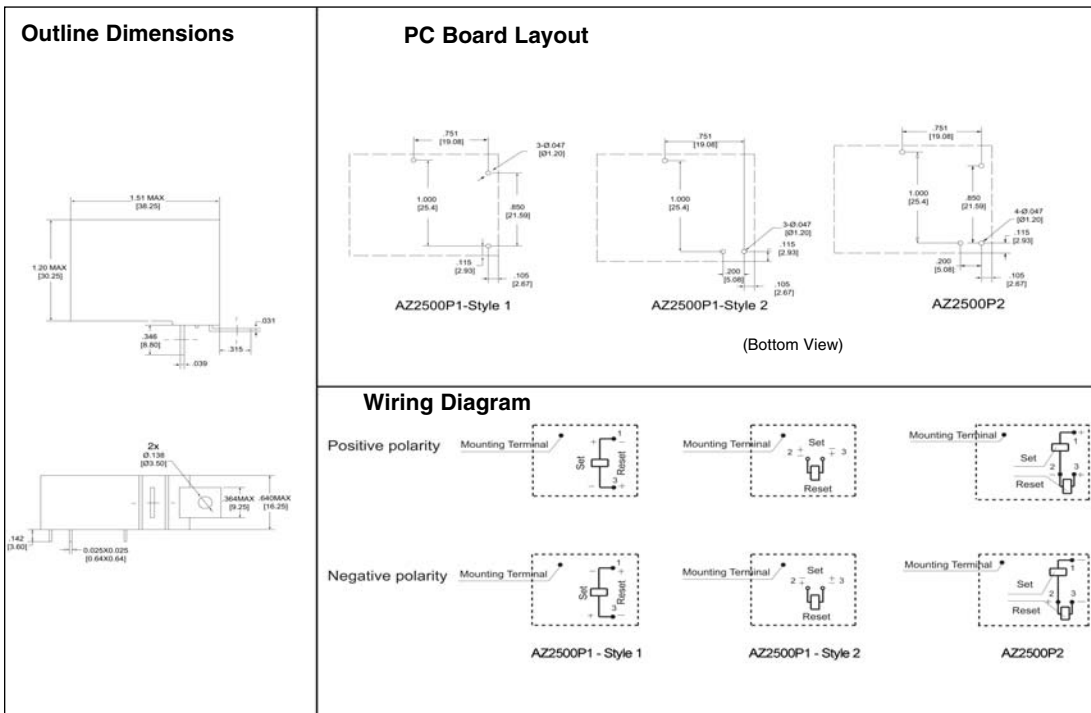 Outline Dimensions
1.51 MAX
[38.25]
1.20 MAX
[30.25]
.346
[8.80]
.039
.031
.315
2x
Ø.138
[Ø3.50]
.364MAX
[9.25]
.640MAX
[16.25]
.142
[3.60]
0.025X0.025
[0.64X0.64]
PC Board Layout
.751
[19.08]
3-Ø.047
[Ø1.20]
1.000
[25.4]
.850
[21.59]
.115
[2.93]
.105
[2.67]
AZ2500P1-Style 1
.751
[19.08]
1.000
[25.4]
3-Ø.047
[Ø1.20]
.115
[2.93]
.200
[5.08]
.105
[2.67]
AZ2500P1-Style 2
.751
[19.08]
1.000
[25.4]
.850
[21.59]
4-Ø.047
[Ø1.20]
.115
[2.93]
.200
[5.08]
.105
[2.67]
AZ2500P2
(Bottom View)
Wiring Diagram
Positive polarity
Mounting Terminal
1
+ −
Set
Reset
3
− +
Mounting Terminal
Set
2 ∓ ± 3
Reset
Mounting Terminal
+
1
Set
2 3
− +
Reset
Negative polarity
Mounting Terminal
1
− +
Set
Reset
3
+ −
Mounting Terminal
Set
2 ∓ ± 3
Reset
Mounting Terminal
−
1
Set
2 3
+ −
Reset
AZ2500P1 - Style 1
AZ2500P1 - Style 2
AZ2500P2